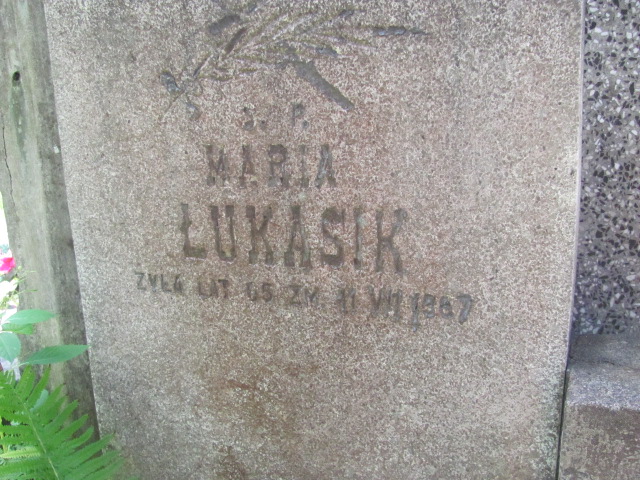 Ś. P.
MARIA
ŁUKASIK
ŻYŁA LAT 65 ZM. 11 VII 1967